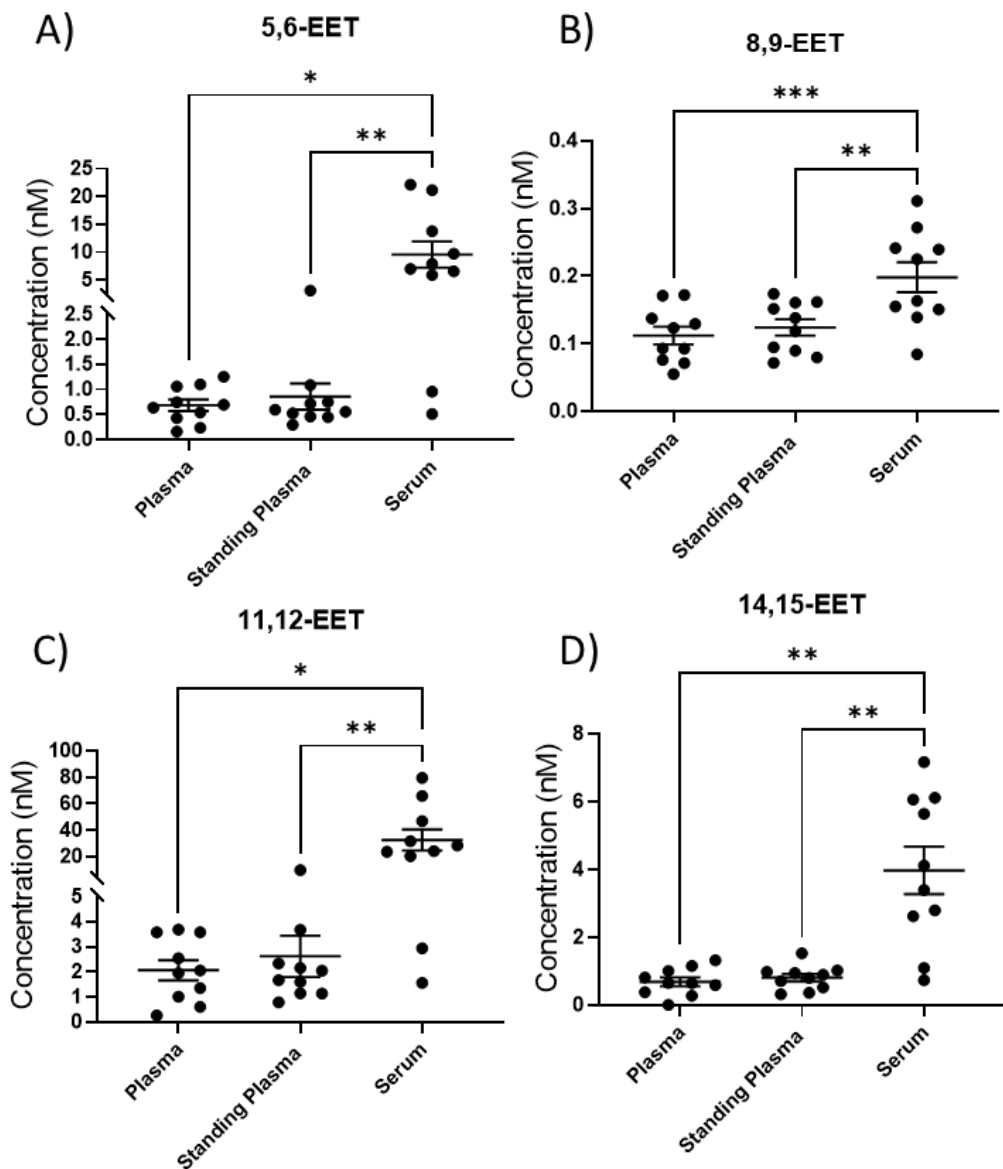 A)
5,6-EET
*
**
Concentration (nM)
25
20
15
10
5
2.5
2.0
1.5
1.0
0.5
0.0
Plasma
Standing Plasma
Serum
B)
8,9-EET
***
**
Concentration (nM)
0.4
0.3
0.2
0.1
0.0
Plasma
Standing Plasma
Serum
C)
11,12-EET
*
**
Concentration (nM)
100
80
60
40
20
5
4
3
2
1
0
Plasma
Standing Plasma
Serum
D)
14,15-EET
**
**
Concentration (nM)
8
6
4
2
0
Plasma
Standing Plasma
Serum